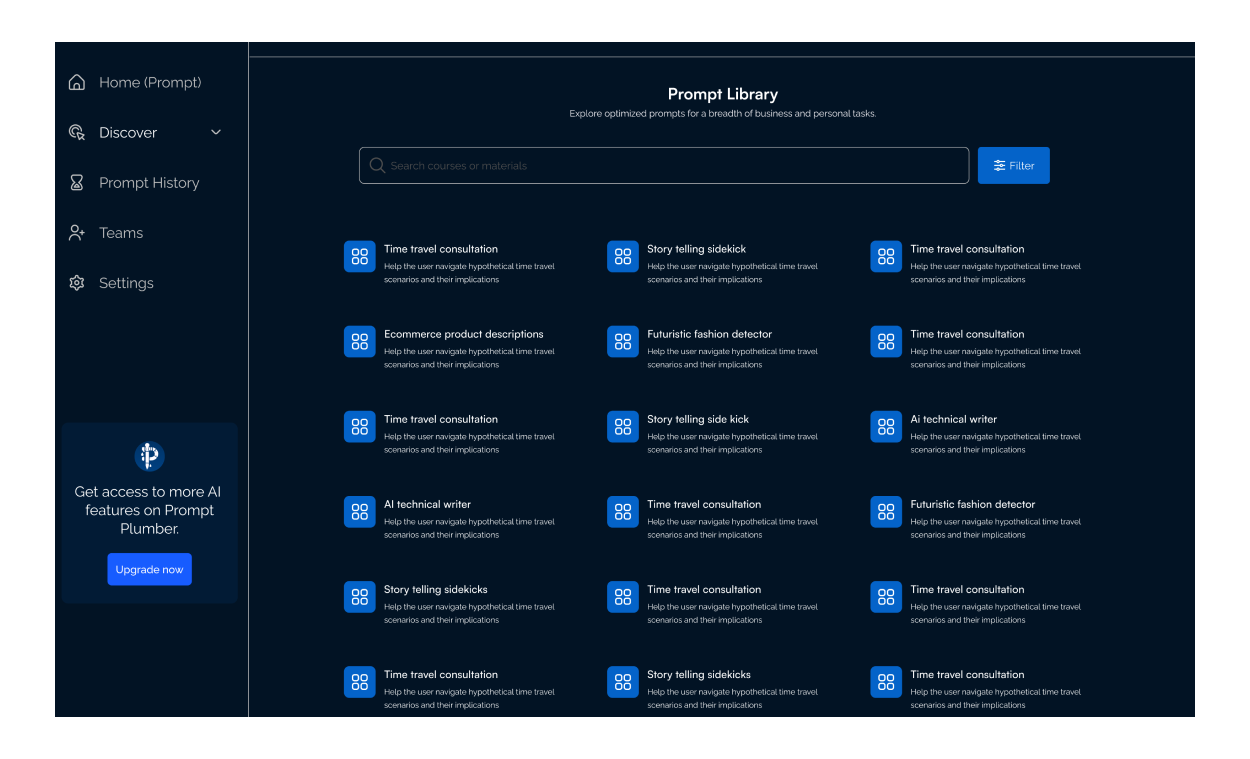 Home (Prompt)
Discover
Prompt History
Teams
Settings
Get access to more AI
features on Prompt
Plumber.
Upgrade now
Prompt Library
Explore optimized prompts for a breadth of business and personal tasks.
Search courses or materials
Filter
Time travel consultation
Help the user navigate hypothetical time travel
scenarios and their implications
Story telling sidekick
Help the user navigate hypothetical time travel
scenarios and their implications
Time travel consultation
Help the user navigate hypothetical time travel
scenarios and their implications
Ecommerce product descriptions
Help the user navigate hypothetical time travel
scenarios and their implications
Futuristic fashion detector
Help the user navigate hypothetical time travel
scenarios and their implications
Time travel consultation
Help the user navigate hypothetical time travel
scenarios and their implications
Time travel consultation
Help the user navigate hypothetical time travel
scenarios and their implications
Story telling side kick
Help the user navigate hypothetical time travel
scenarios and their implications
Ai technical writer
Help the user navigate hypothetical time travel
scenarios and their implications
AI technical writer
Help the user navigate hypothetical time travel
scenarios and their implications
Time travel consultation
Help the user navigate hypothetical time travel
scenarios and their implications
Futuristic fashion detector
Help the user navigate hypothetical time travel
scenarios and their implications
Story telling sidekicks
Help the user navigate hypothetical time travel
scenarios and their implications
Time travel consultation
Help the user navigate hypothetical time travel
scenarios and their implications
Time travel consultation
Help the user navigate hypothetical time travel
scenarios and their implications
Time travel consultation
Help the user navigate hypothetical time travel
scenarios and their implications
Story telling sidekicks
Help the user navigate hypothetical time travel
scenarios and their implications
Time travel consultation
Help the user navigate hypothetical time travel
scenarios and their implications